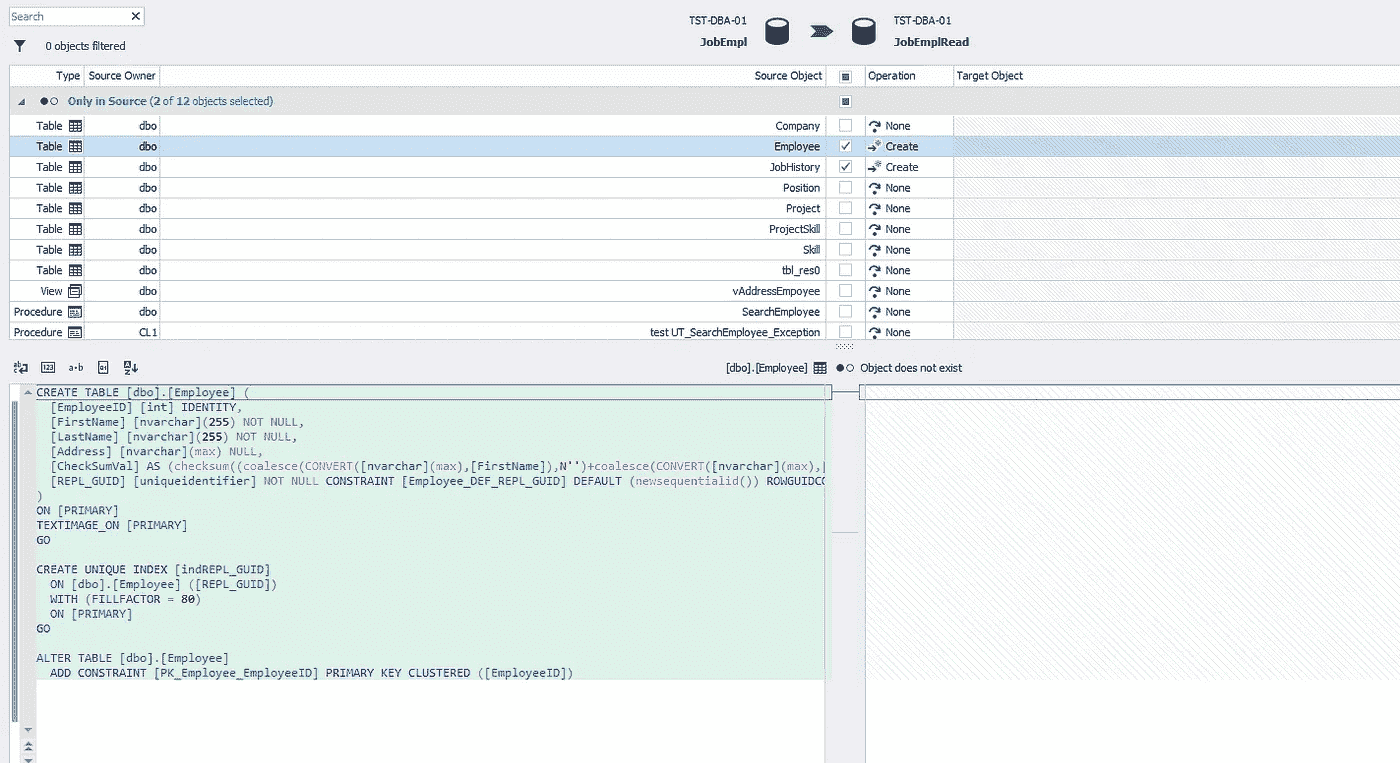 Search
0 objects filtered
TST-DBA-01
JobEmpl
TST-DBA-01
JobEmplRead
Type Source Owner Source Object Operation Target Object
Only in Source (2 of 12 objects selected)
Table dbo Company None
Table dbo Employee Create
Table dbo JobHistory Create
Table dbo Position None
Table dbo Project None
Table dbo ProjectSkill None
Table dbo Skill None
Table dbo tbl_res0 None
View dbo vAddressEmpoyee None
Procedure dbo SearchEmployee None
Procedure CL1 test UT_SearchEmployee_Exception None
[dbo].[Employee] Object does not exist
CREATE TABLE [dbo].[Employee] (
[EmployeeID] [int] IDENTITY,
[FirstName] [nvarchar](255) NOT NULL,
[LastName] [nvarchar](255) NOT NULL,
[Address] [nvarchar](max) NULL,
[CheckSumVal] AS (checksum((coalesce(CONVERT([nvarchar](max),[FirstName]),N'')+coalesce(CONVERT([nvarchar](max),[
[REPL_GUID] [uniqueidentifier] NOT NULL CONSTRAINT [Employee_DEF_REPL_GUID] DEFAULT (newsequentialid()) ROWGUIDCO
)
ON [PRIMARY]
TEXTIMAGE_ON [PRIMARY]
GO
CREATE UNIQUE INDEX [indREPL_GUID]
ON [dbo].[Employee] ([REPL_GUID])
WITH (FILLFACTOR = 80)
ON [PRIMARY]
GO
ALTER TABLE [dbo].[Employee]
ADD CONSTRAINT [PK_Employee_EmployeeID] PRIMARY KEY CLUSTERED ([EmployeeID])